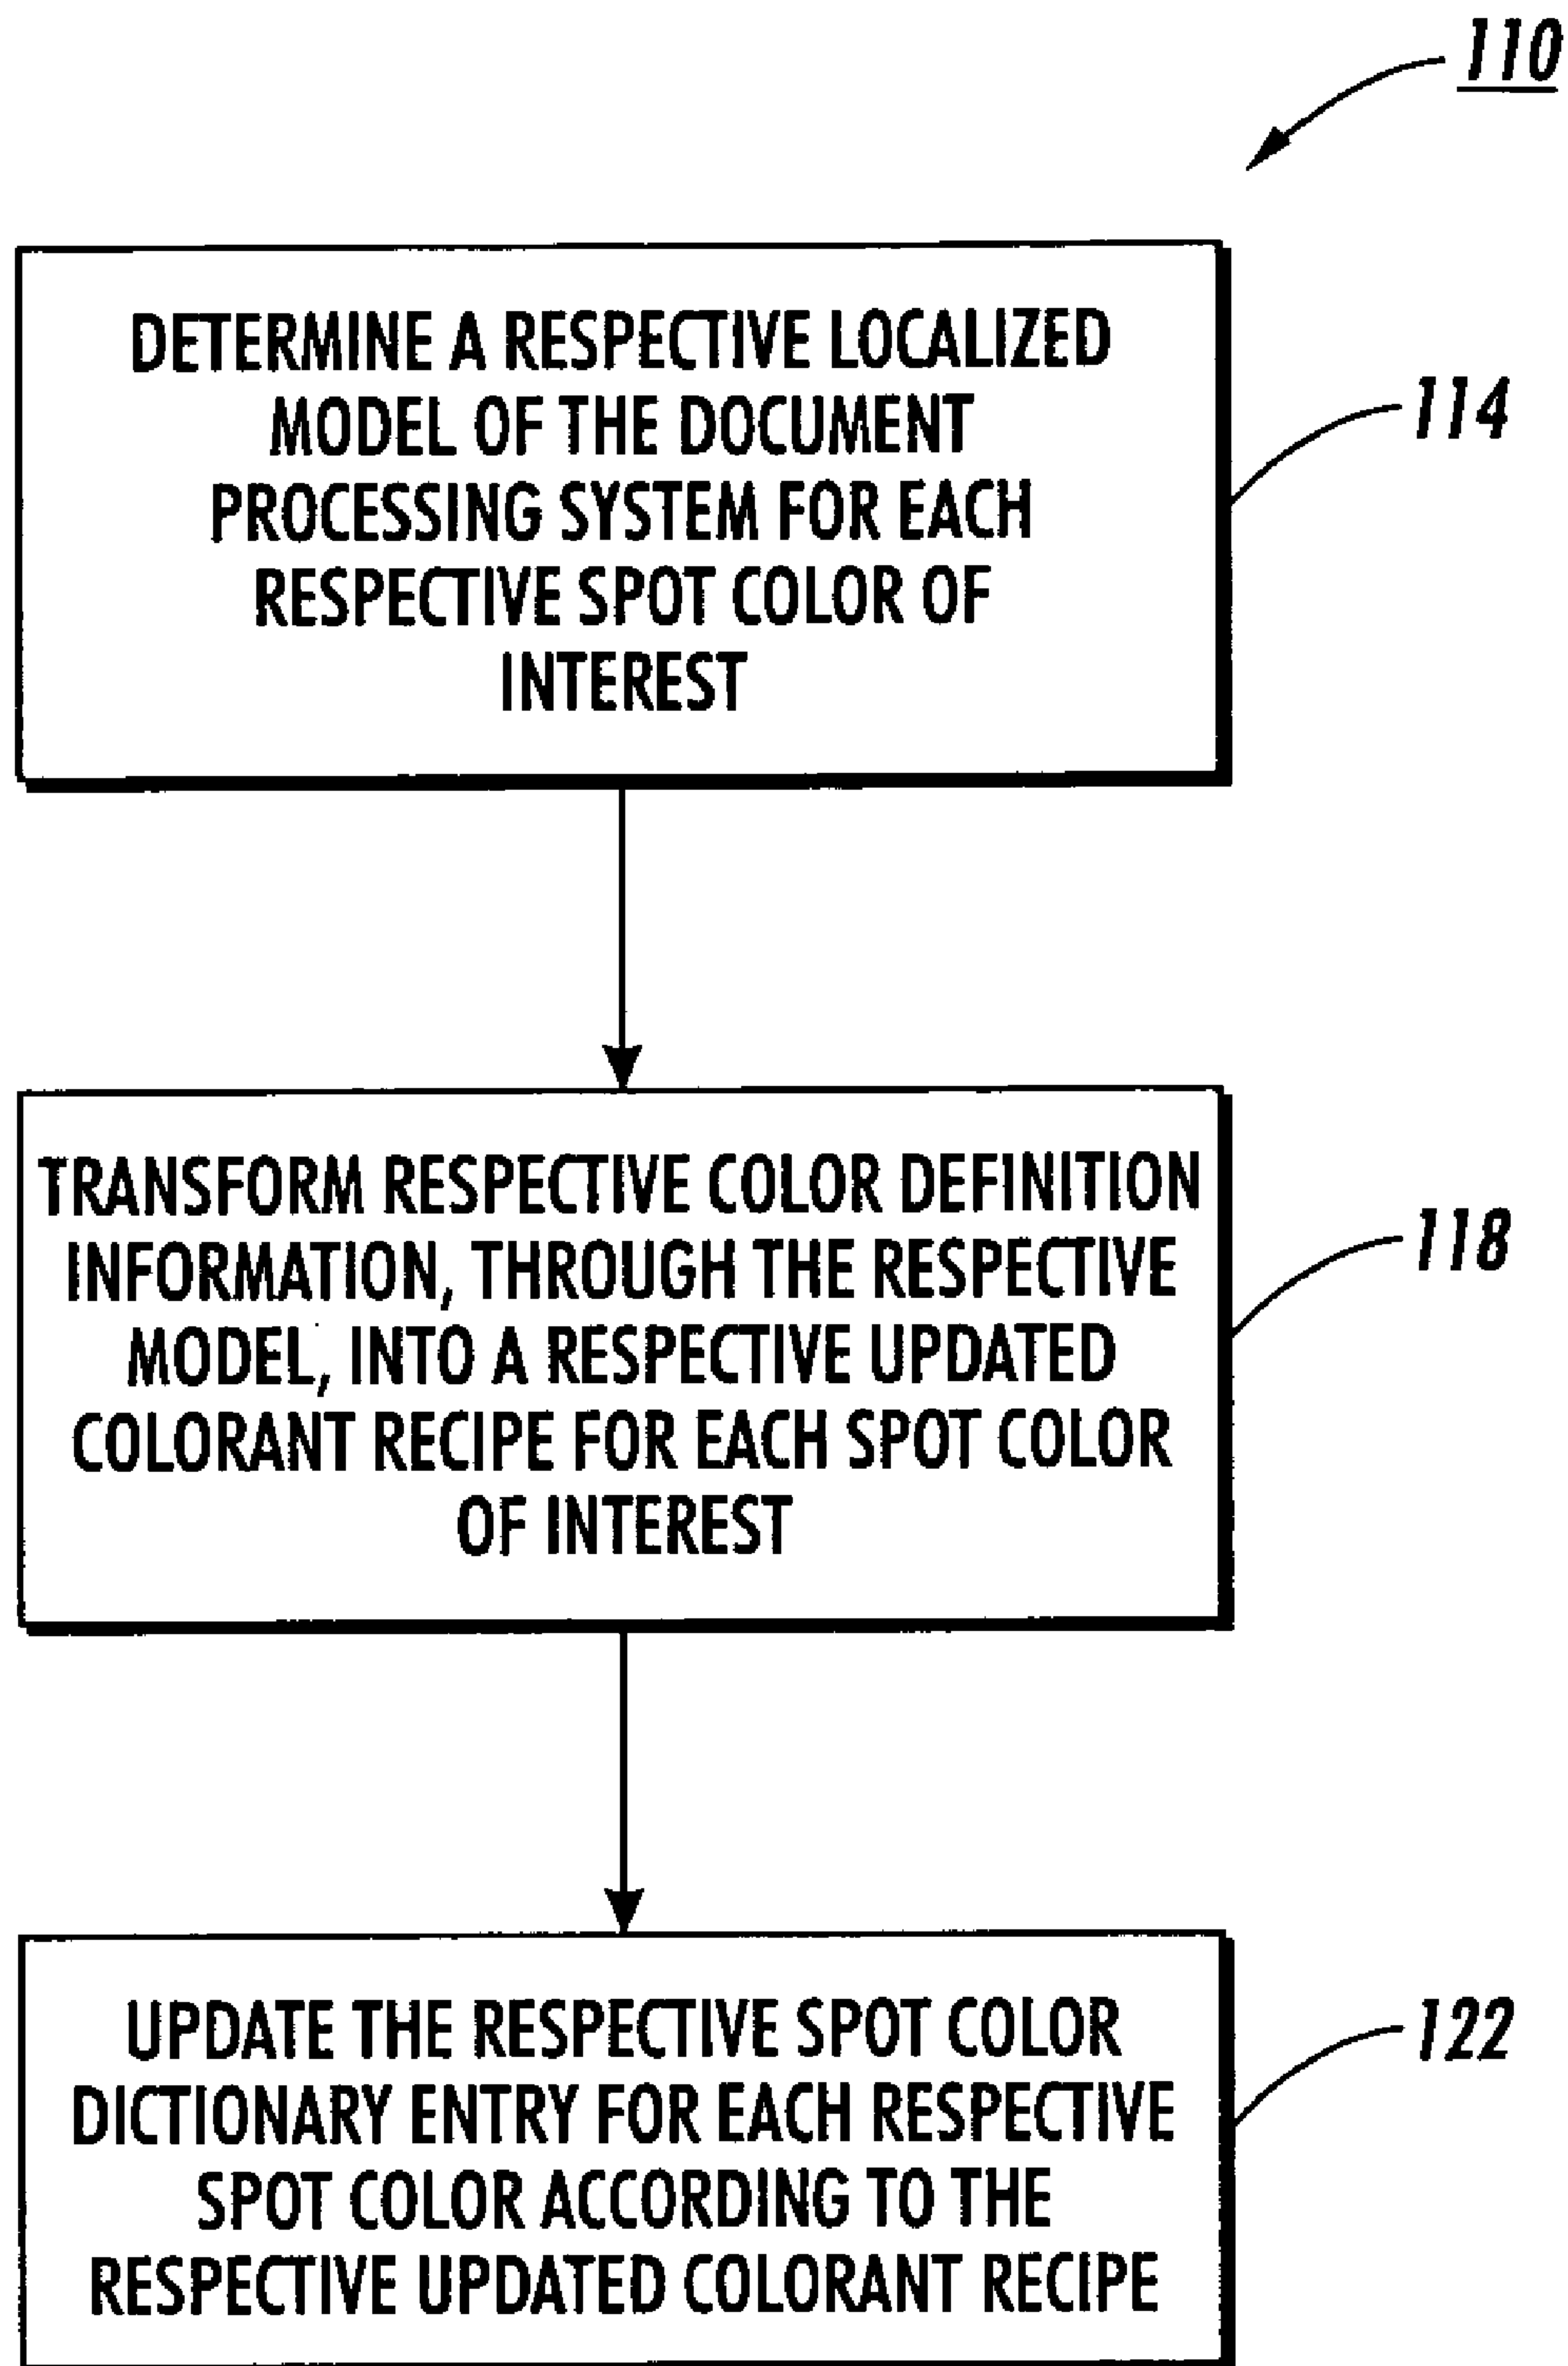 110
DETERMINE A RESPECTIVE LOCALIZED
MODEL OF THE DOCUMENT
PROCESSING SYSTEM FOR EACH
RESPECTIVE SPOT COLOR OF
INTEREST
114
TRANSFORM RESPECTIVE COLOR DEFINITION
INFORMATION, THROUGH THE RESPECTIVE
MODEL, INTO A RESPECTIVE UPDATED
COLORANT RECIPE FOR EACH SPOT COLOR
OF INTEREST
118
UPDATE THE RESPECTIVE SPOT COLOR
DICTIONARY ENTRY FOR EACH RESPECTIVE
SPOT COLOR ACCORDING TO THE
RESPECTIVE UPDATED COLORANT RECIPE
122